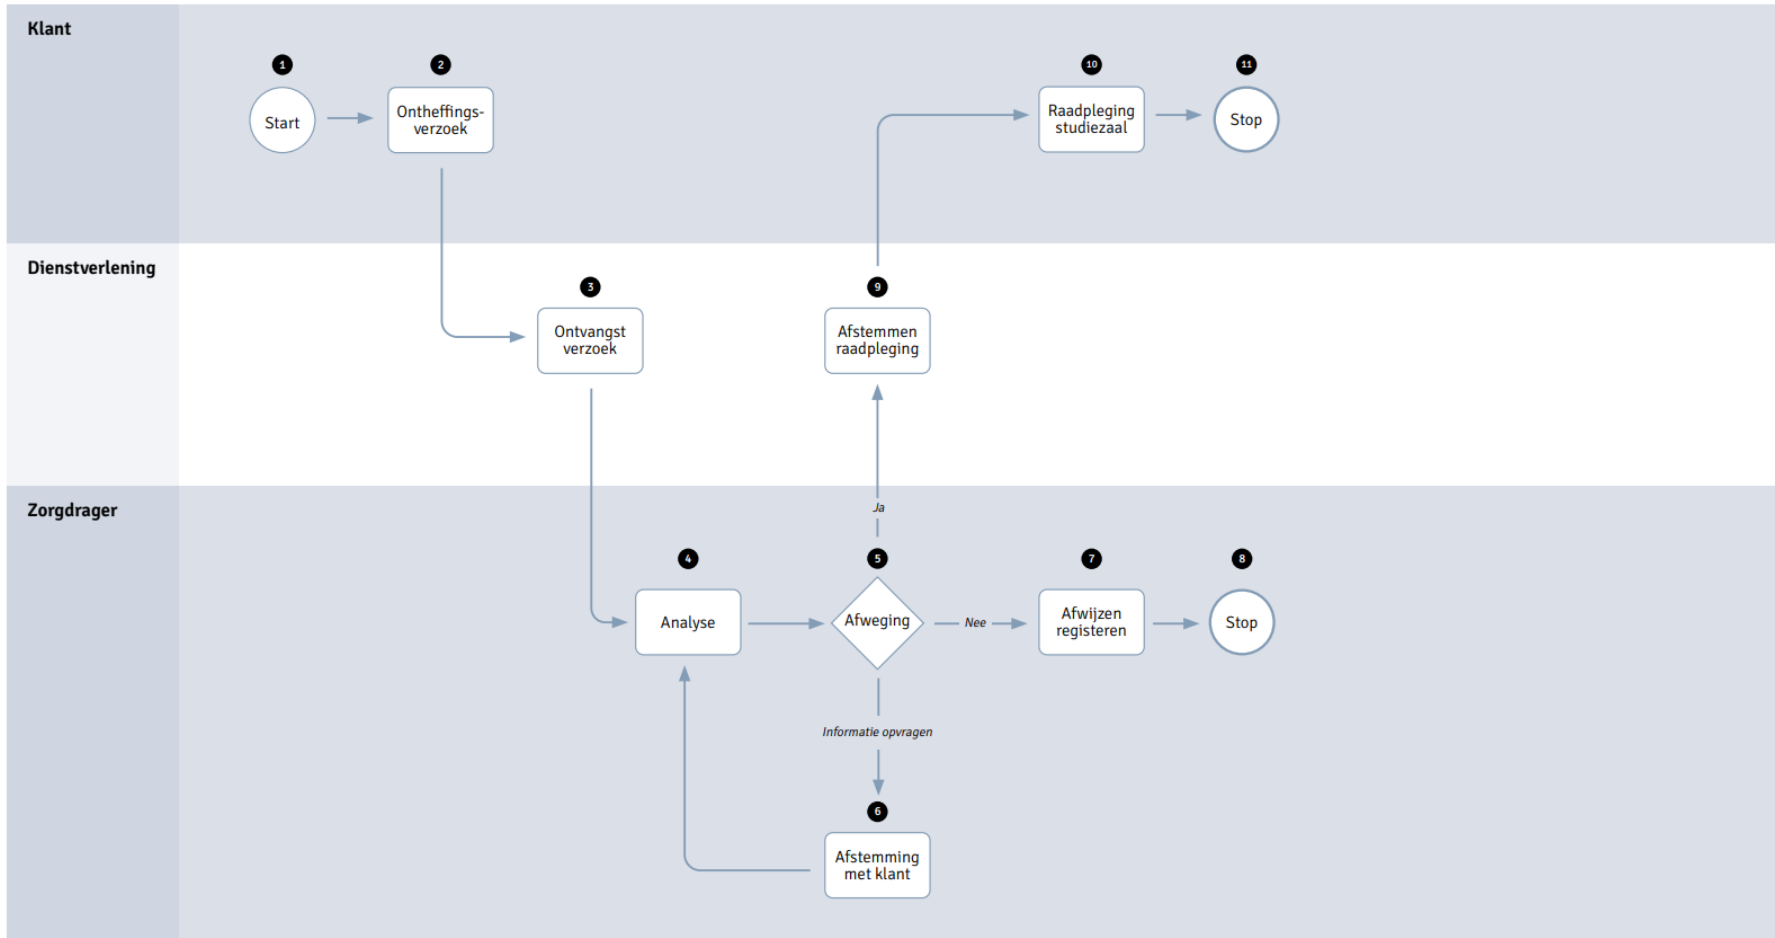 Klant
1
2
10
11
Start
Ontheffings-
verzoek
Raadpleging
studiezaal
Stop
Dienstverlening
3
9
Ontvangst
verzoek
Afstemmen
raadpleging
Zorgdrager
Ja
4
5
7
8
Analyse
Afweging
Nee
Afwijzen
registeren
Stop
Informatie opvragen
6
Afstemming
met klant